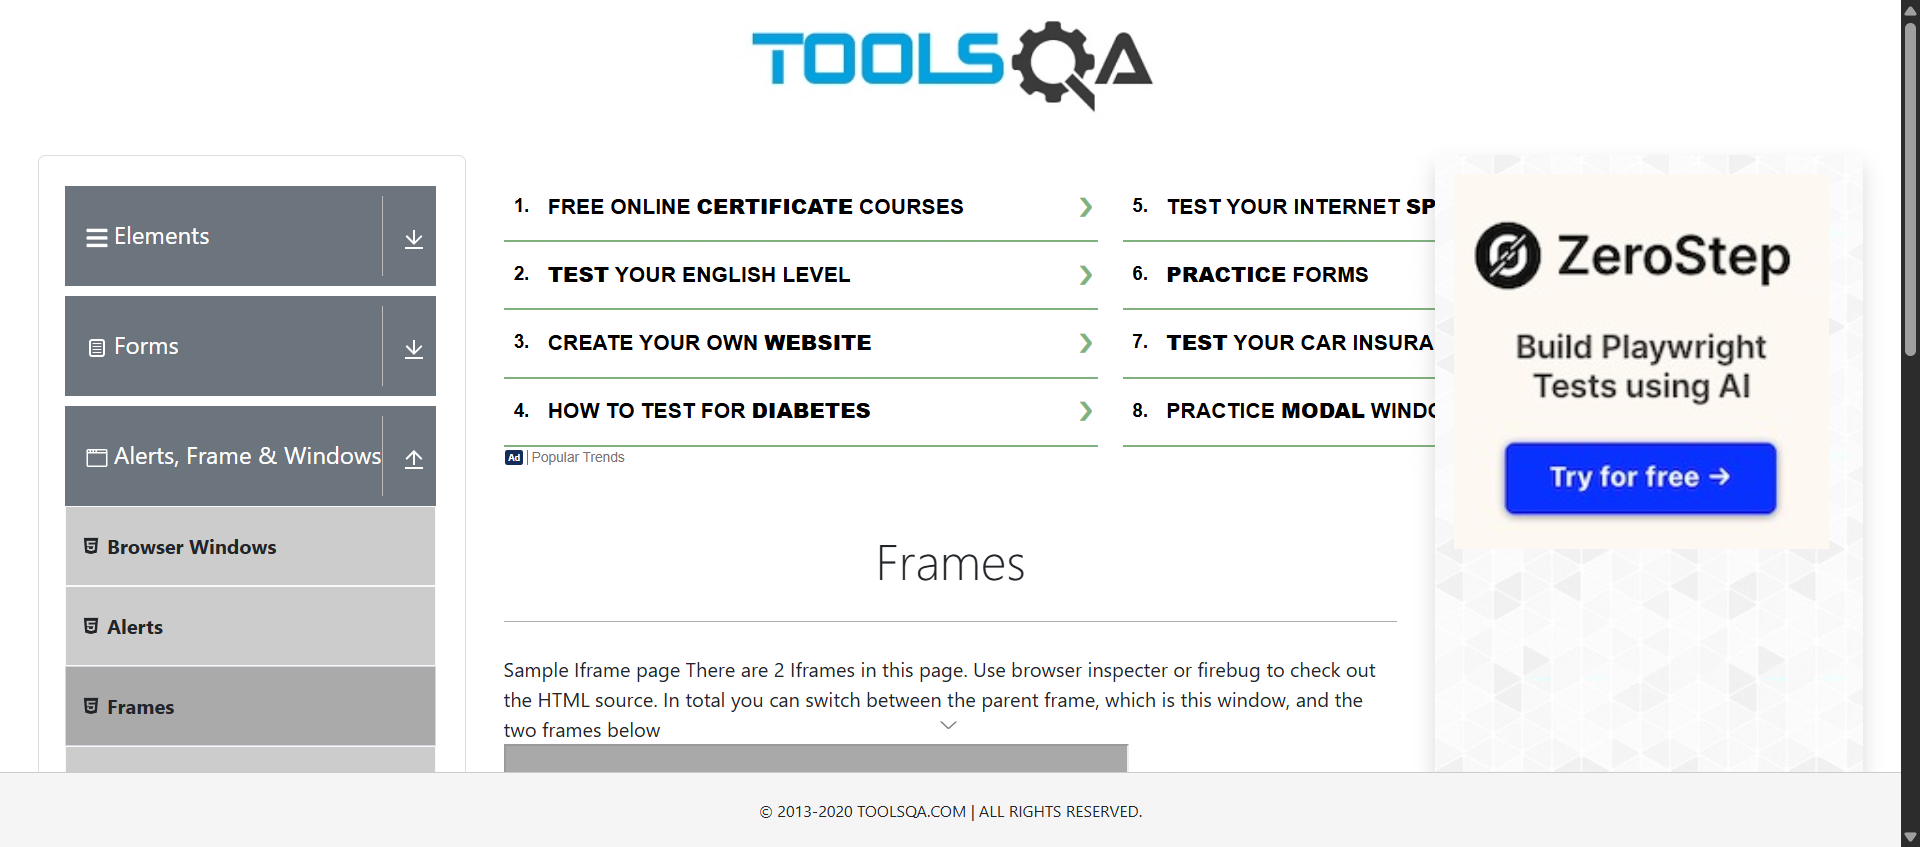 TOOLSQA
Elements
Forms
Alerts, Frame & Windows
Browser Windows
Alerts
Frames
1. FREE ONLINE CERTIFICATE COURSES
2. TEST YOUR ENGLISH LEVEL
3. CREATE YOUR OWN WEBSITE
4. HOW TO TEST FOR DIABETES
5. TEST YOUR INTERNET SP
6. PRACTICE FORMS
7. TEST YOUR CAR INSURA
8. PRACTICE MODAL WINDO
Ad | Popular Trends
Frames
Sample Iframe page There are 2 Iframes in this page. Use browser inspecter or firebug to check out
the HTML source. In total you can switch between the parent frame, which is this window, and the
two frames below
ZeroStep
Build Playwright
Tests using AI
Try for free →
© 2013-2020 TOOLSQA.COM | ALL RIGHTS RESERVED.